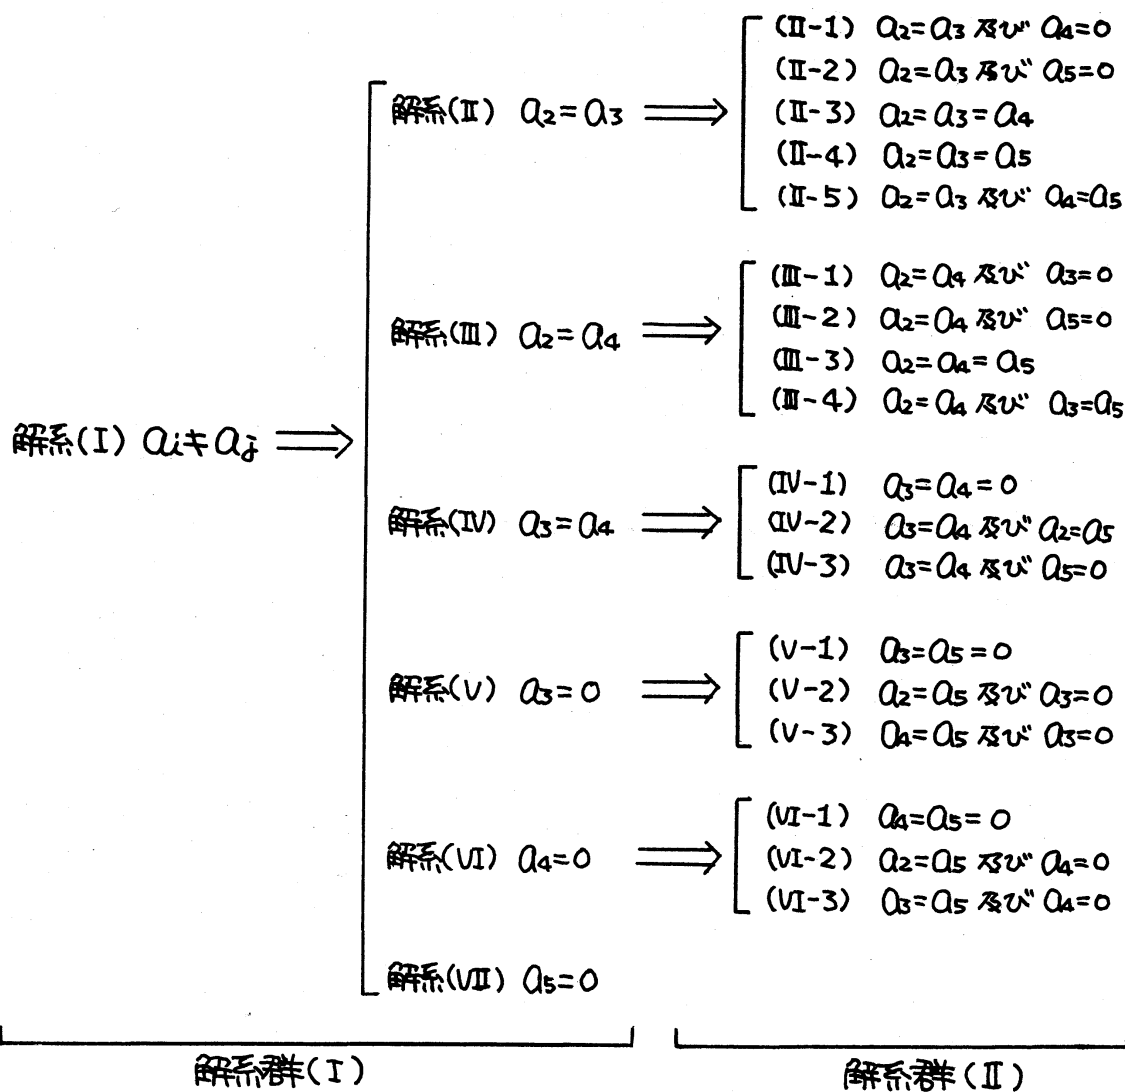 解系(I) ai≠aj ⟹
解系(II) a2=a3 ⟹
(II-1) a2=a3 及び a4=0
(II-2) a2=a3 及び a5=0
(II-3) a2=a3=a4
(II-4) a2=a3=a5
(II-5) a2=a3 及び a4=a5
解系(III) a2=a4 ⟹
(III-1) a2=a4 及び a3=0
(III-2) a2=a4 及び a5=0
(III-3) a2=a4=a5
(III-4) a2=a4 及び a3=a5
解系(IV) a3=a4 ⟹
(IV-1) a3=a4=0
(IV-2) a3=a4 及び a2=a5
(IV-3) a3=a4 及び a5=0
解系(V) a3=0 ⟹
(V-1) a3=a5=0
(V-2) a2=a5 及び a3=0
(V-3) a4=a5 及び a3=0
解系(VI) a4=0 ⟹
(VI-1) a4=a5=0
(VI-2) a2=a5 及び a4=0
(VI-3) a3=a5 及び a4=0
解系(VII) a5=0
解系群(I)
解系群(II)